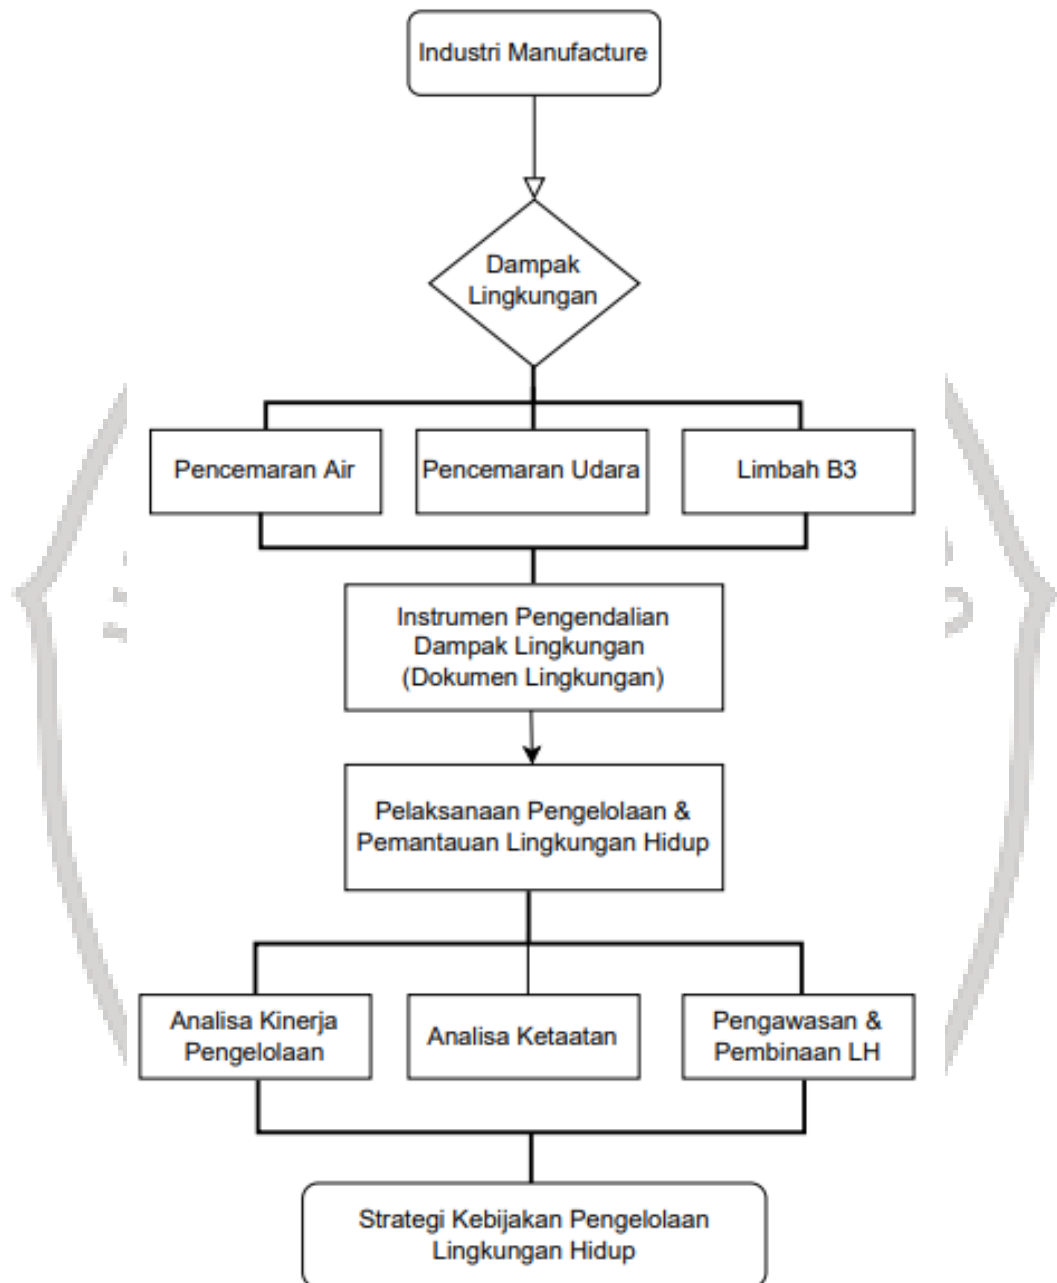 Industri Manufacture
Dampak
Lingkungan
Pencemaran Air
Pencemaran Udara
Limbah B3
Instrumen Pengendalian
Dampak Lingkungan
(Dokumen Lingkungan)
Pelaksanaan Pengelolaan &
Pemantauan Lingkungan Hidup
Analisa Kinerja
Pengelolaan
Analisa Ketaatan
Pengawasan &
Pembinaan LH
Strategi Kebijakan Pengelolaan
Lingkungan Hidup